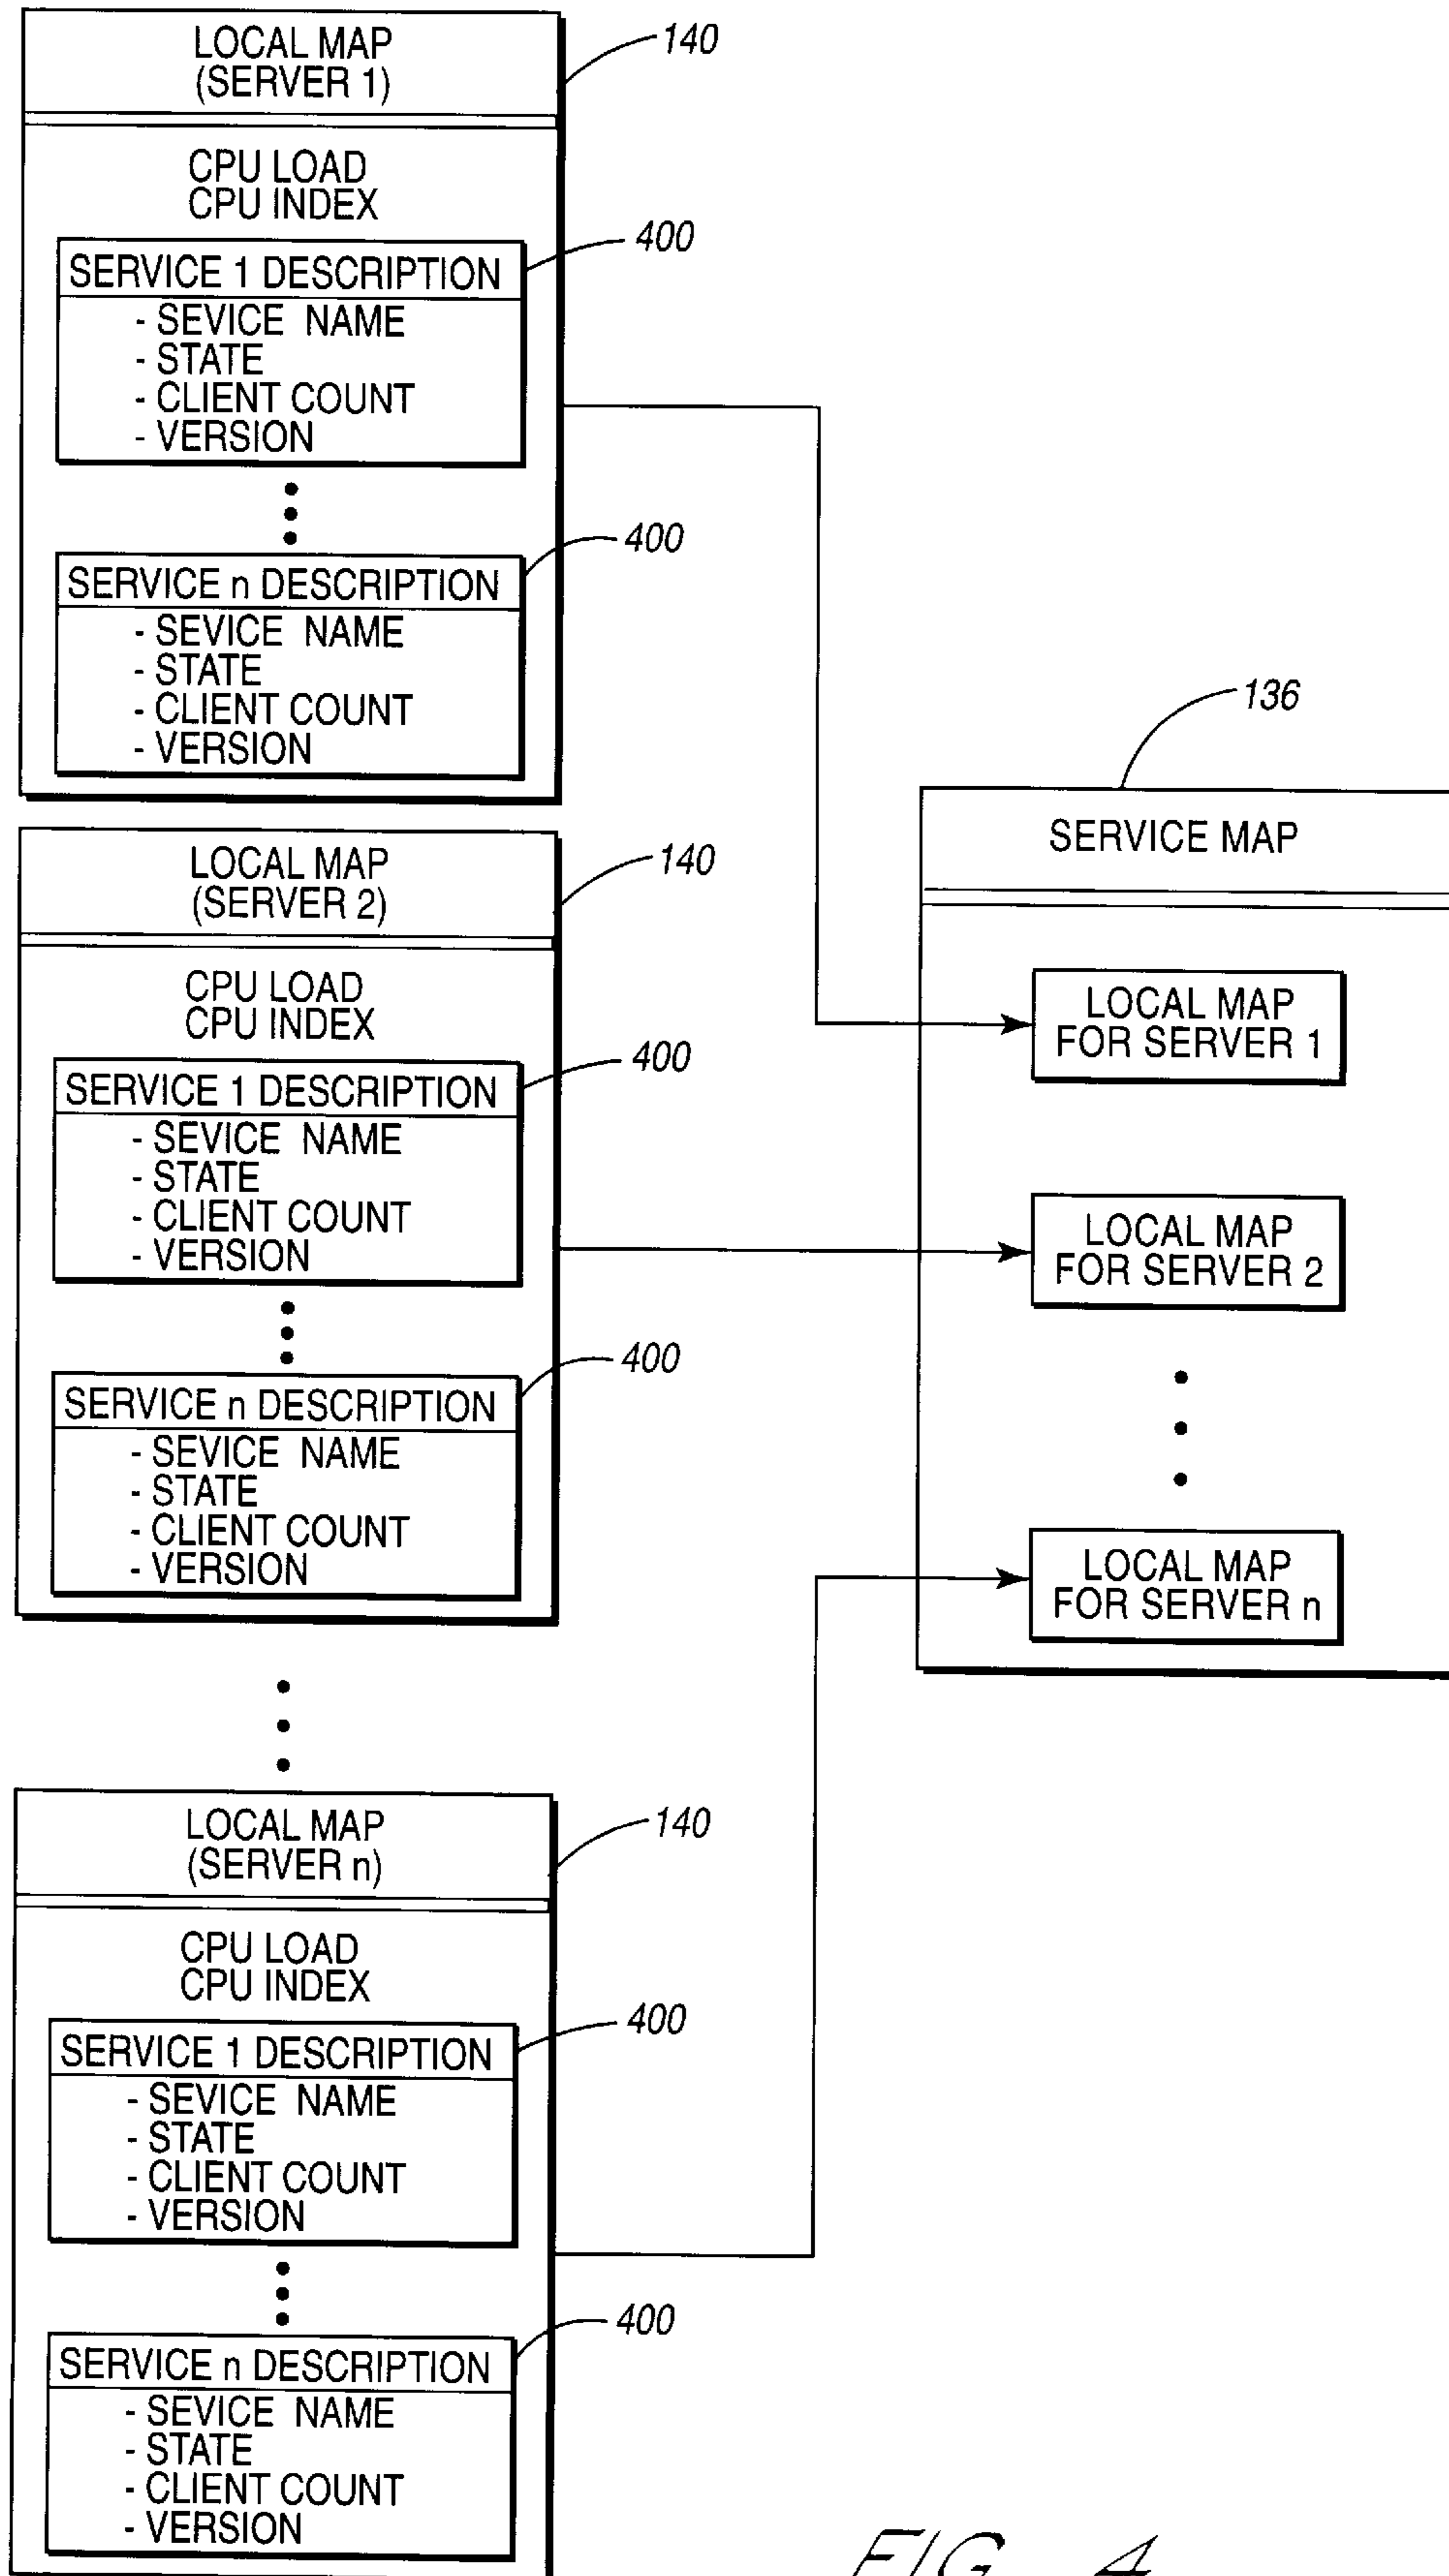 LOCAL MAP
(SERVER 1)
140
CPU LOAD
CPU INDEX
400
SERVICE 1 DESCRIPTION
- SEVICE NAME
- STATE
- CLIENT COUNT
- VERSION
400
SERVICE n DESCRIPTION
- SEVICE NAME
- STATE
- CLIENT COUNT
- VERSION
LOCAL MAP
(SERVER 2)
140
CPU LOAD
CPU INDEX
400
SERVICE 1 DESCRIPTION
- SEVICE NAME
- STATE
- CLIENT COUNT
- VERSION
400
SERVICE n DESCRIPTION
- SEVICE NAME
- STATE
- CLIENT COUNT
- VERSION
LOCAL MAP
(SERVER n)
140
CPU LOAD
CPU INDEX
400
SERVICE 1 DESCRIPTION
- SEVICE NAME
- STATE
- CLIENT COUNT
- VERSION
400
SERVICE n DESCRIPTION
- SEVICE NAME
- STATE
- CLIENT COUNT
- VERSION
136
SERVICE MAP
LOCAL MAP
FOR SERVER 1
LOCAL MAP
FOR SERVER 2
LOCAL MAP
FOR SERVER n
FIG. 4